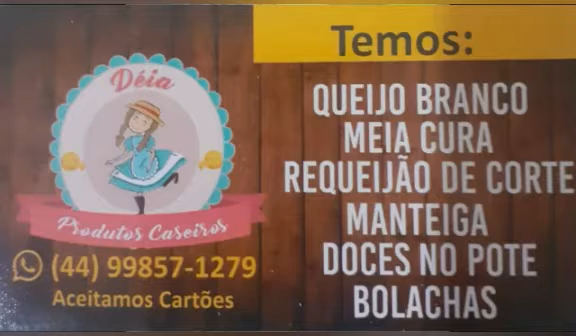 Déia
Produtos Caseiros
(44) 99857-1279
Aceitamos Cartões
Temos:
QUEIJO BRANCO
MEIA CURA
REQUEIJÃO DE CORTE
MANTEIGA
DOCES NO POTE
BOLACHAS